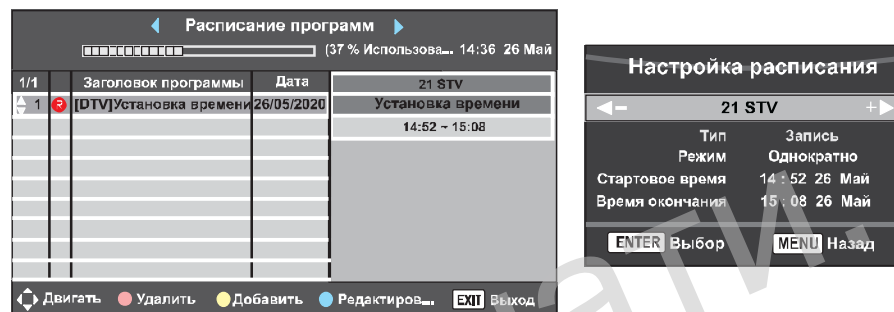 Расписание программ
(37 % Использова... 14:36 26 Май
1/1 Заголовок программы Дата 21 STV
1 R [DTV]Установка времени 26/05/2020 Установка времени
14:52 ~ 15:08
Двигать Удалить Добавить Редактиров... EXIT Выход
Настройка расписания
21 STV
Тип Запись
Режим Однократно
Стартовое время 14 : 52 26 Май
Время окончания 15 : 08 26 Май
ENTER Выбор MENU Назад